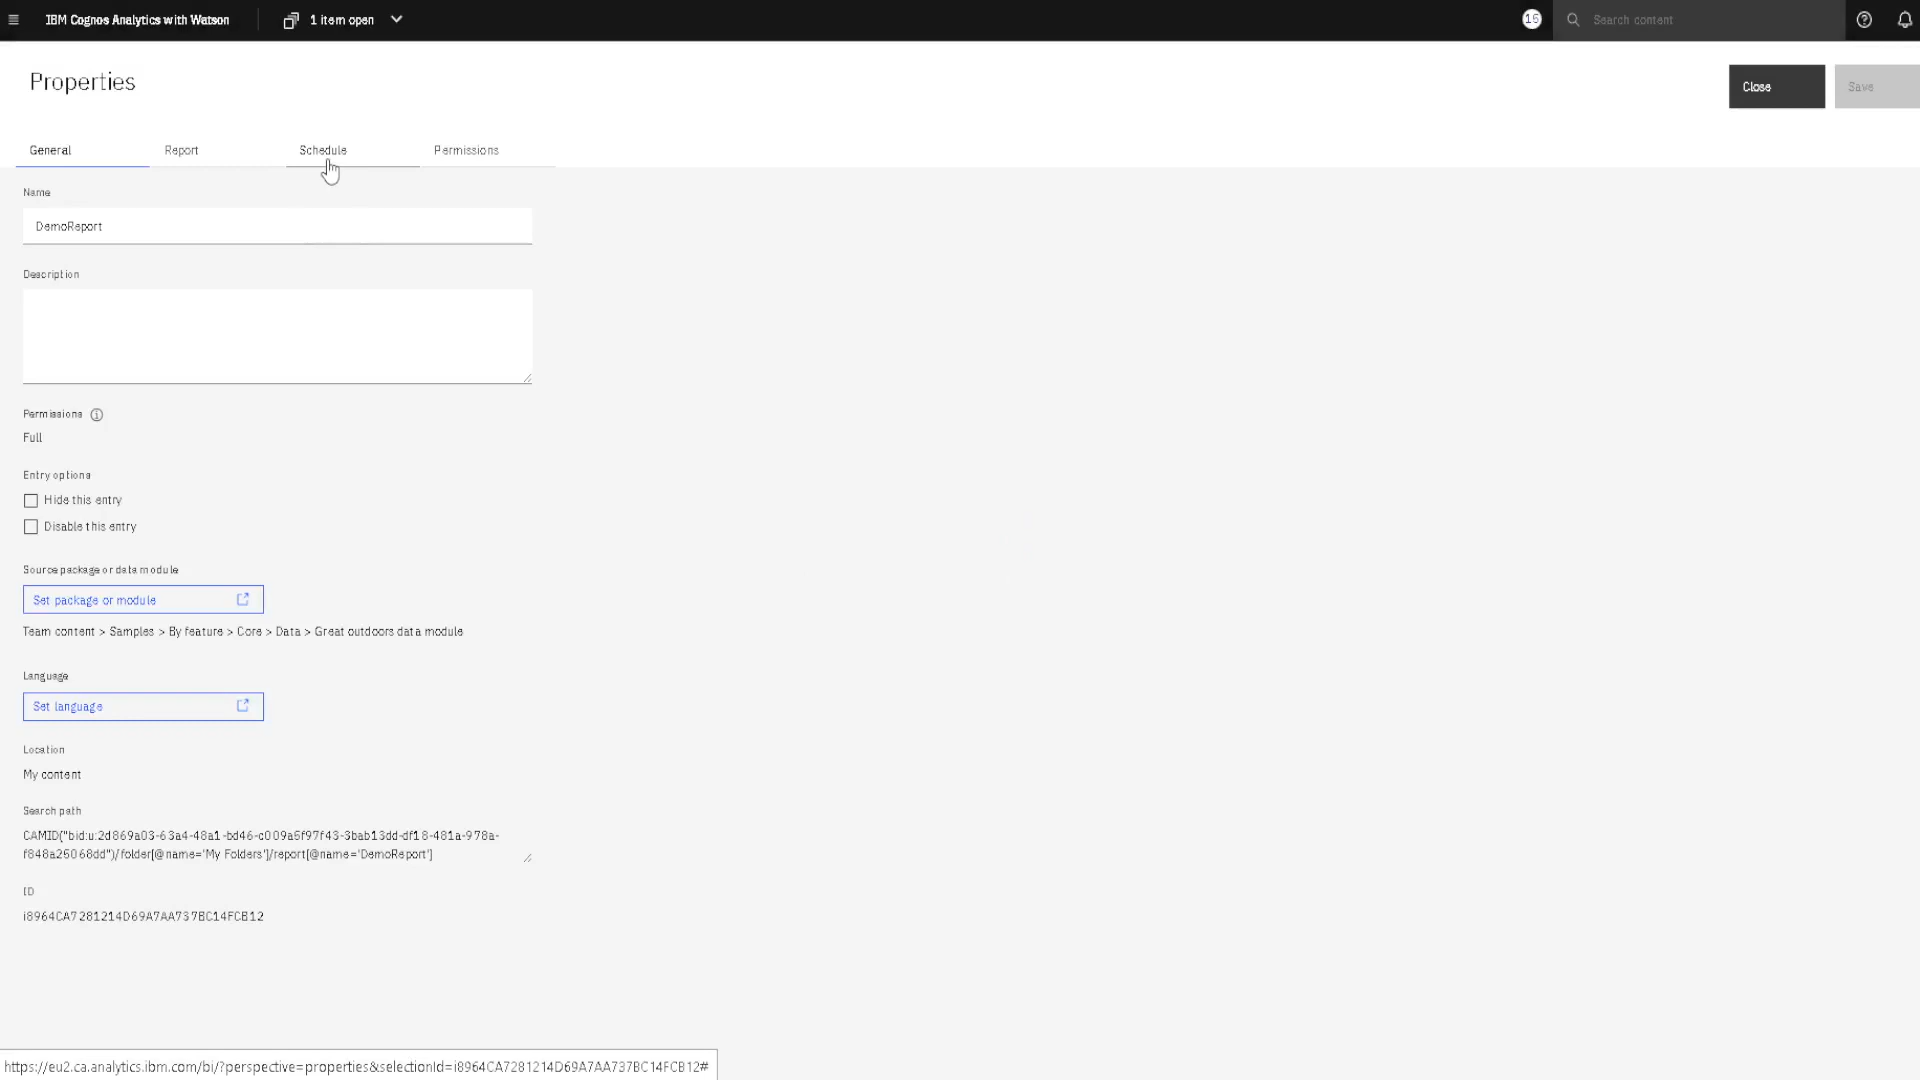 IBM Cognos Analytics with Watson
1 item open
15
Search content
Properties
Close
Save
General
Report
Schedule
Permissions
Name
DemoReport
Description
Permissions
Full
Entry options
Hide this entry
Disable this entry
Source package or data module
Set package or module
Team content > Samples > By feature > Core > Data > Great outdoors data module
Language
Set language
Location
My content
Search path
CAMID("bid:u:2d869a03-63a4-48a1-bd46-c009a5f97f43-3bab13dd-df18-481a-978a-
f848a25068dd")/folder[@name='My Folders']/report[@name='DemoReport']
ID
i8964CA7281214D69A7AA737BC14FCB12
https://eu2.ca.analytics.ibm.com/bi/?perspective=properties&selectionId=i8964CA7281214D69A7AA737BC14FCB12#